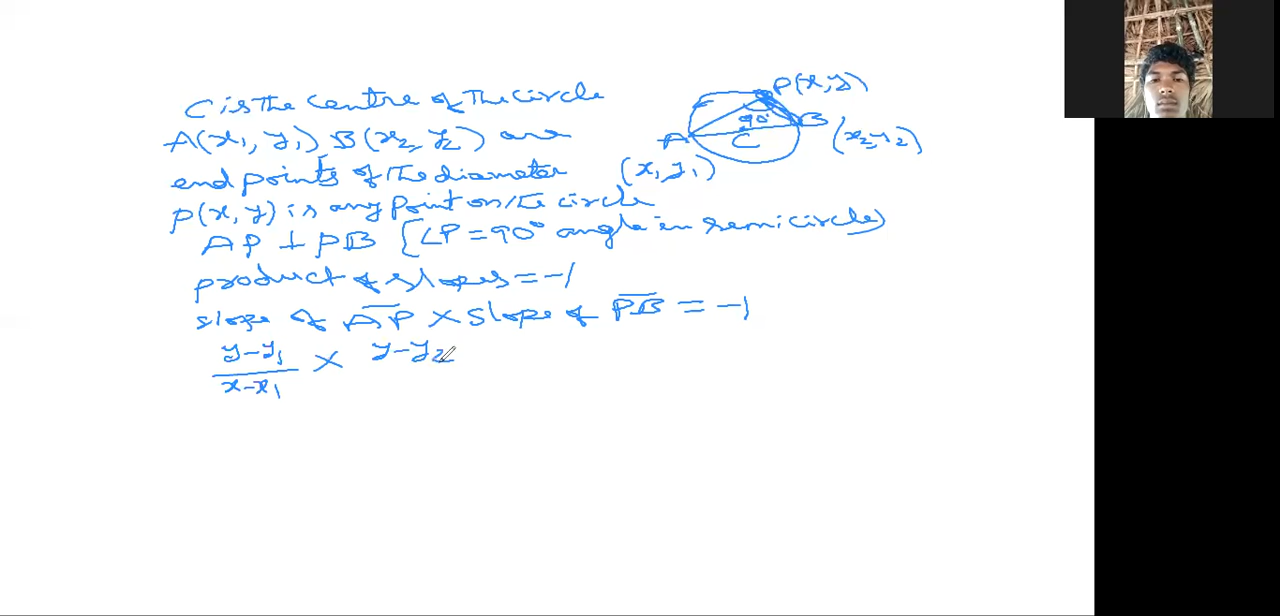 C is the centre of the circle
A(x₁, y₁) B(x₂, y₂) are
end points of the diameter
P(x, y) is any point on the circle
AP ⊥ PB [∠P = 90° angle in semicircle)
product of slopes = -1
slope of A̅P̅ × slope of P̅B̅ = -1
(y-y₁)/(x-x₁) × y-y₂
P(x, y)
90°
A C B
(x₂, y₂)
(x₁, y₁)